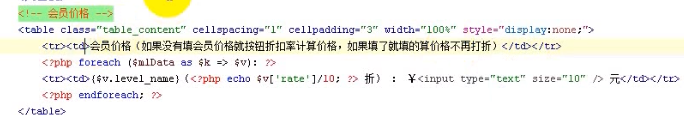 <!-- 会员价格 -->
<table class="table_content" cellspacing="1" cellpadding="3" width="100%" style="display:none;">
<tr><td>会员价格（如果没有填会员价格就按钮折扣率计算价格，如果填了就填的算价格不再打折）</td></tr>
<?php foreach ($mlData as $k => $v): ?>
<tr><td>{$v.level_name}（<?php echo $v['rate']/10; ?> 折）：￥<input type="text" size="10" /> 元</td></tr>
<?php endforeach; ?>
</table>